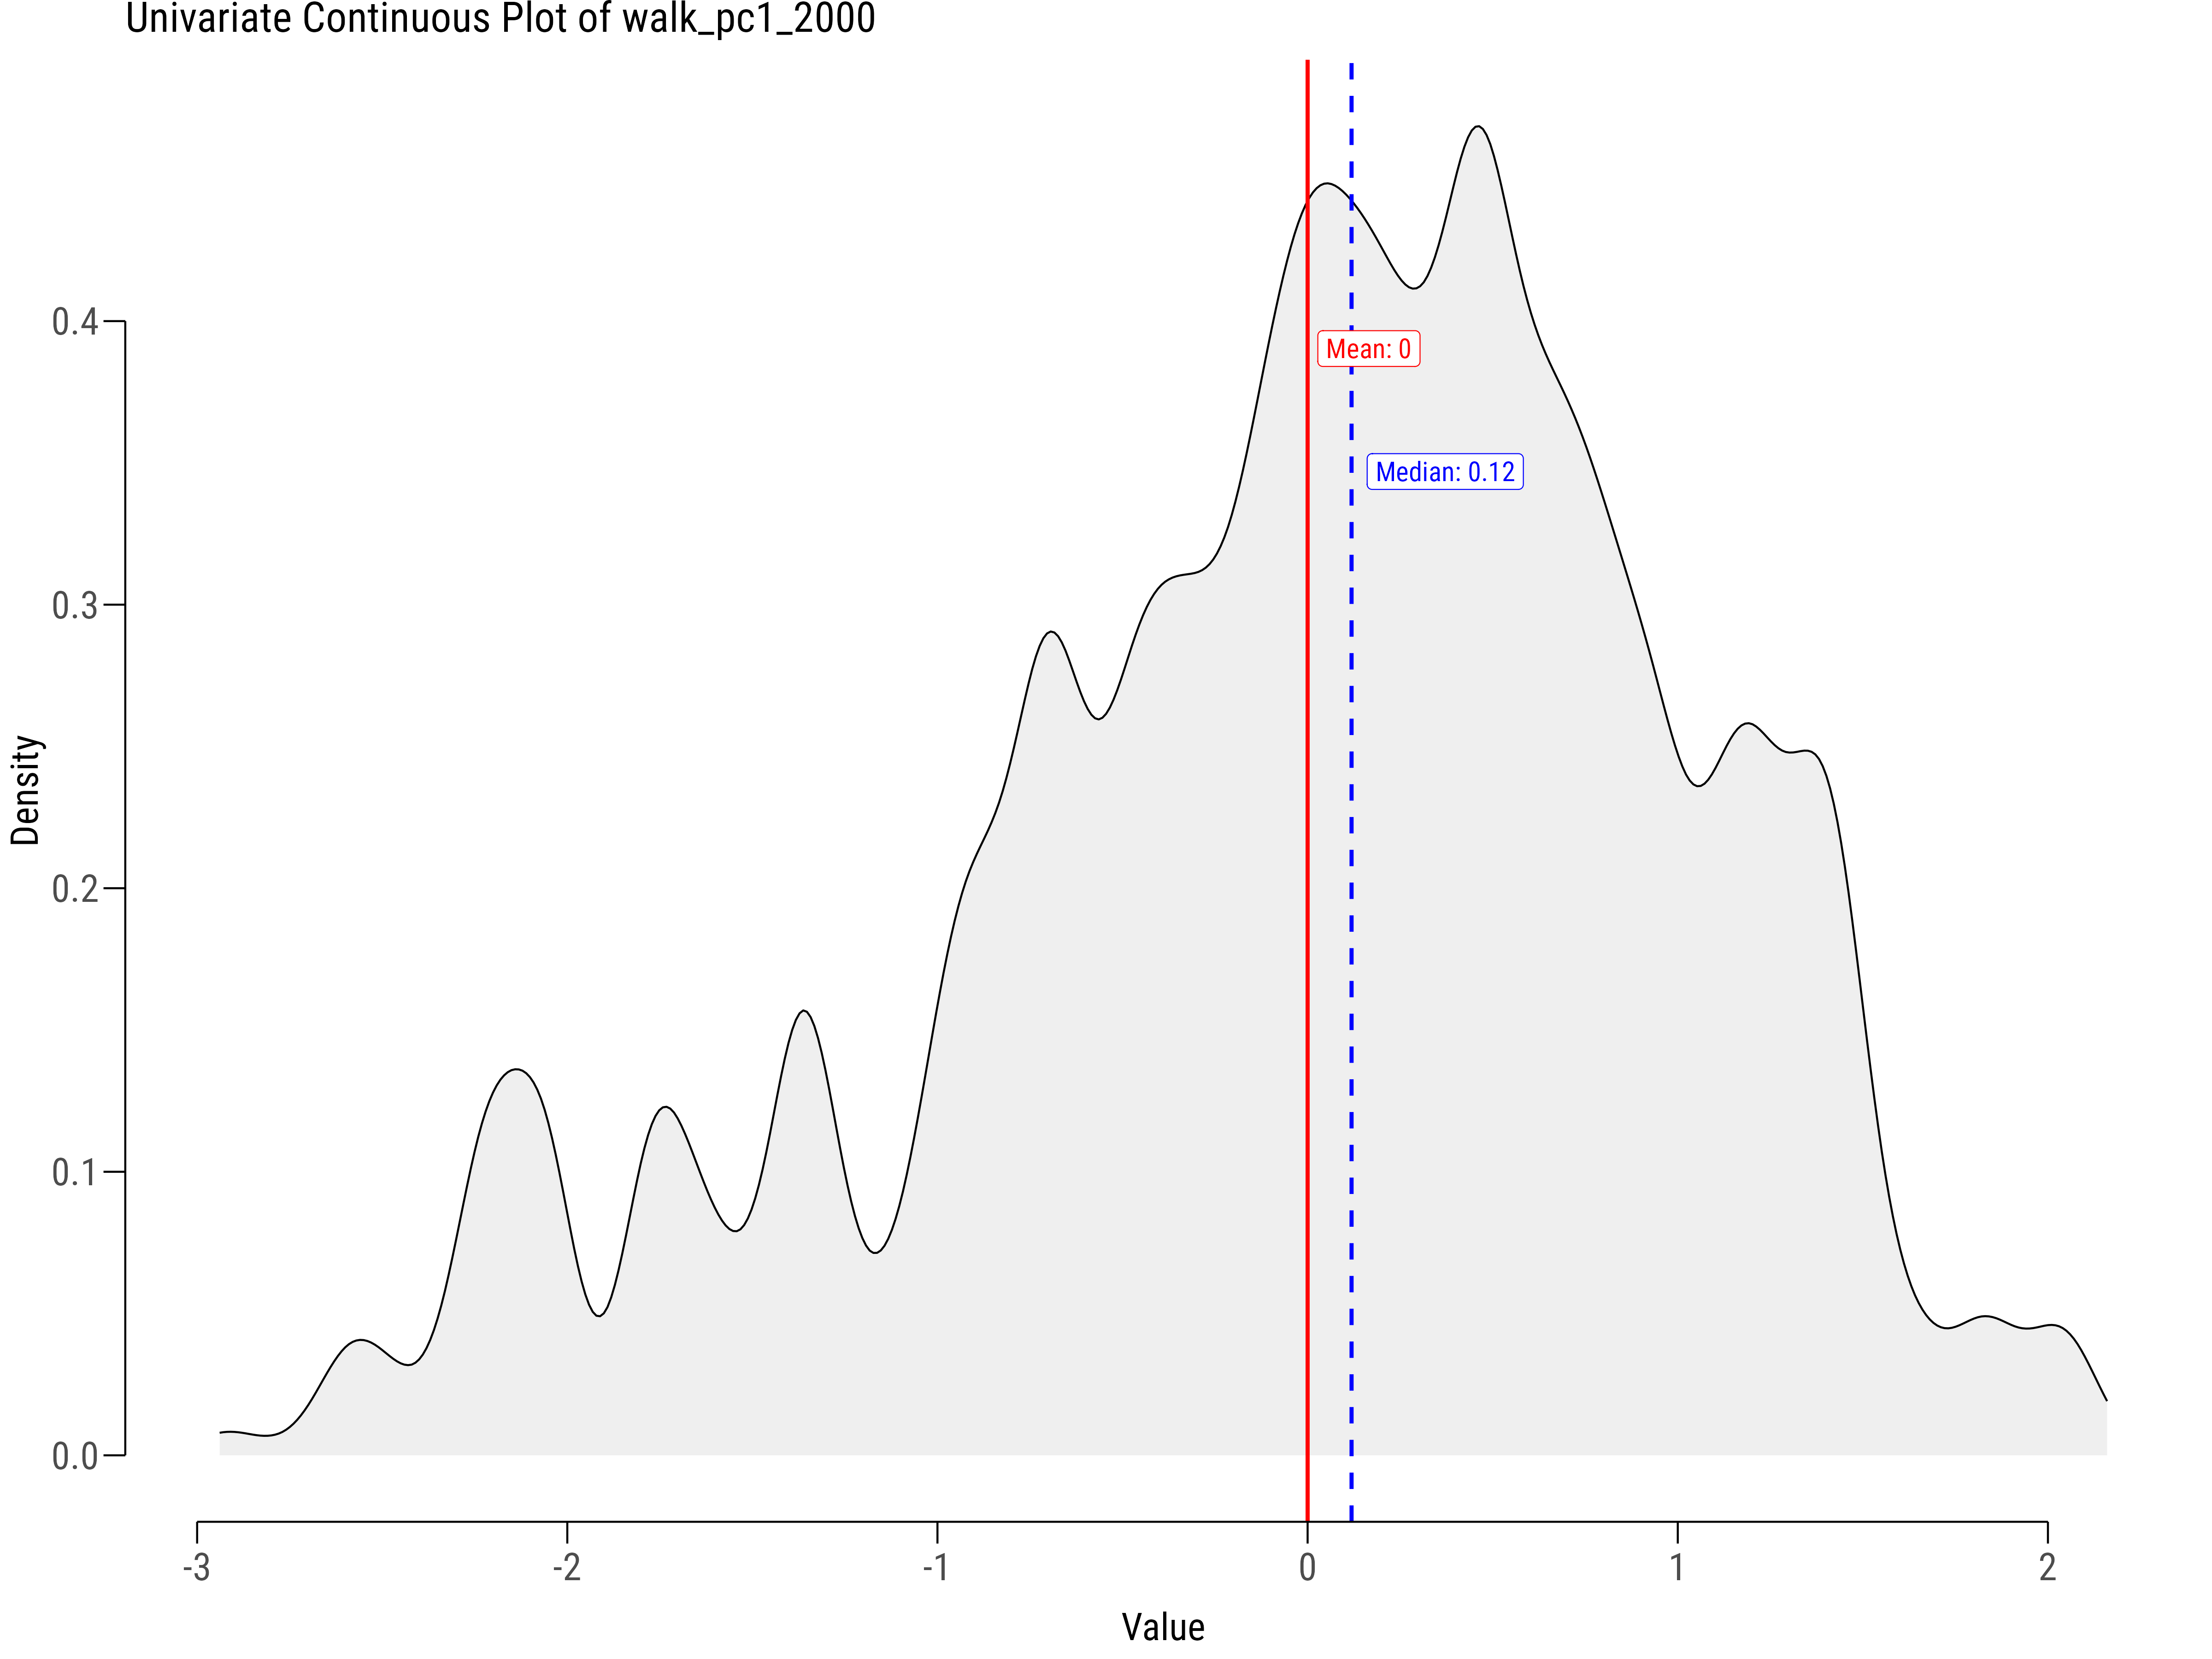 Univariate Continuous Plot of walk_pc1_2000
0.4
Mean: 0
Median: 0.12
0.3
Density
0.2
0.1
0.0
-3 -2 -1 0 1 2
Value